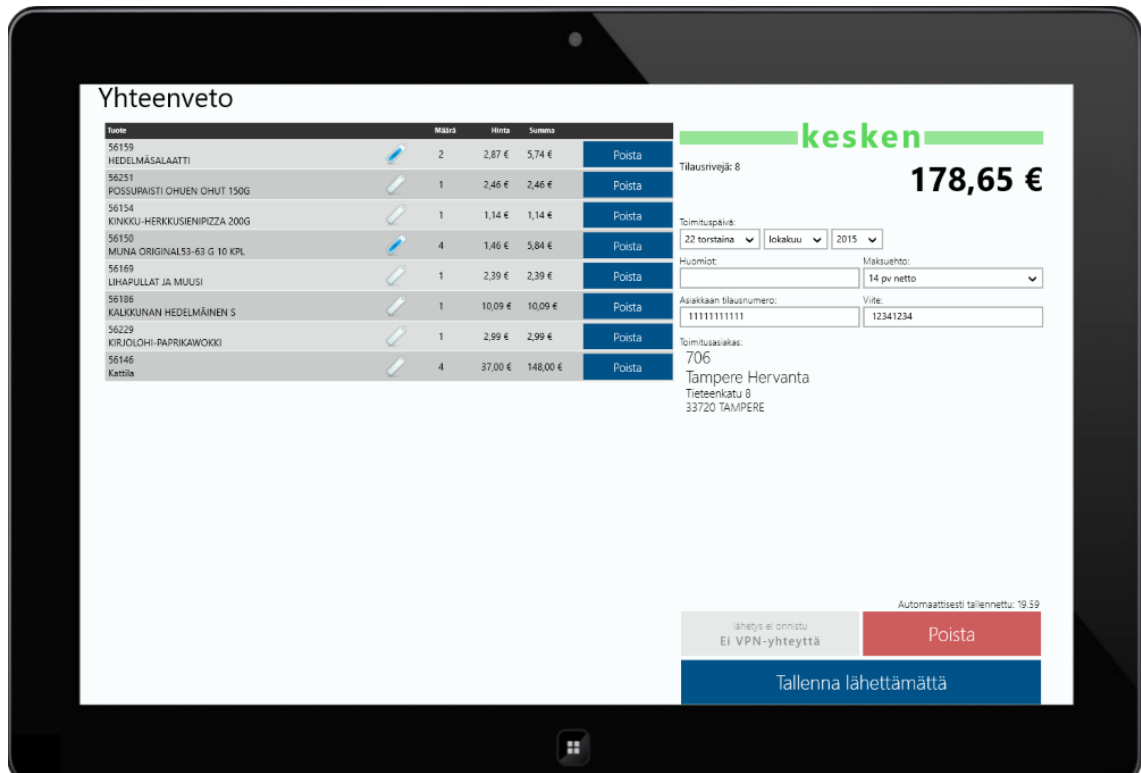 Yhteenveto
Tuote Määrä Hinta Summa
56159
HEDELMÄSALAATTI 2 2,87 € 5,74 € Poista
56251
POSSUPAISTI OHUEN OHUT 150G 1 2,46 € 2,46 € Poista
56154
KINKKU-HERKKUSIENIPIZZA 200G 1 1,14 € 1,14 € Poista
56150
MUNA ORIGINAL53-63 G 10 KPL 4 1,46 € 5,84 € Poista
56169
LIHAPULLAT JA MUUSI 1 2,39 € 2,39 € Poista
56186
KALKKUNAN HEDELMÄINEN S 1 10,09 € 10,09 € Poista
56229
KIRJOLOHI-PAPRIKAWOKKI 1 2,99 € 2,99 € Poista
56146
Kattila 4 37,00 € 148,00 € Poista
kesken
Tilausrivejä: 8
178,65 €
Toimituspäivä:
22 torstaina lokakuu 2015
Huomiot: Maksuehto:
14 pv netto
Asiakkaan tilausnumero: Viite:
11111111111 12341234
Toimitusasiakas:
706
Tampere Hervanta
Tieteenkatu 8
33720 TAMPERE
Automaattisesti tallennettu: 19.59
lähetys ei onnistu
Ei VPN-yhteyttä
Poista
Tallenna lähettämättä